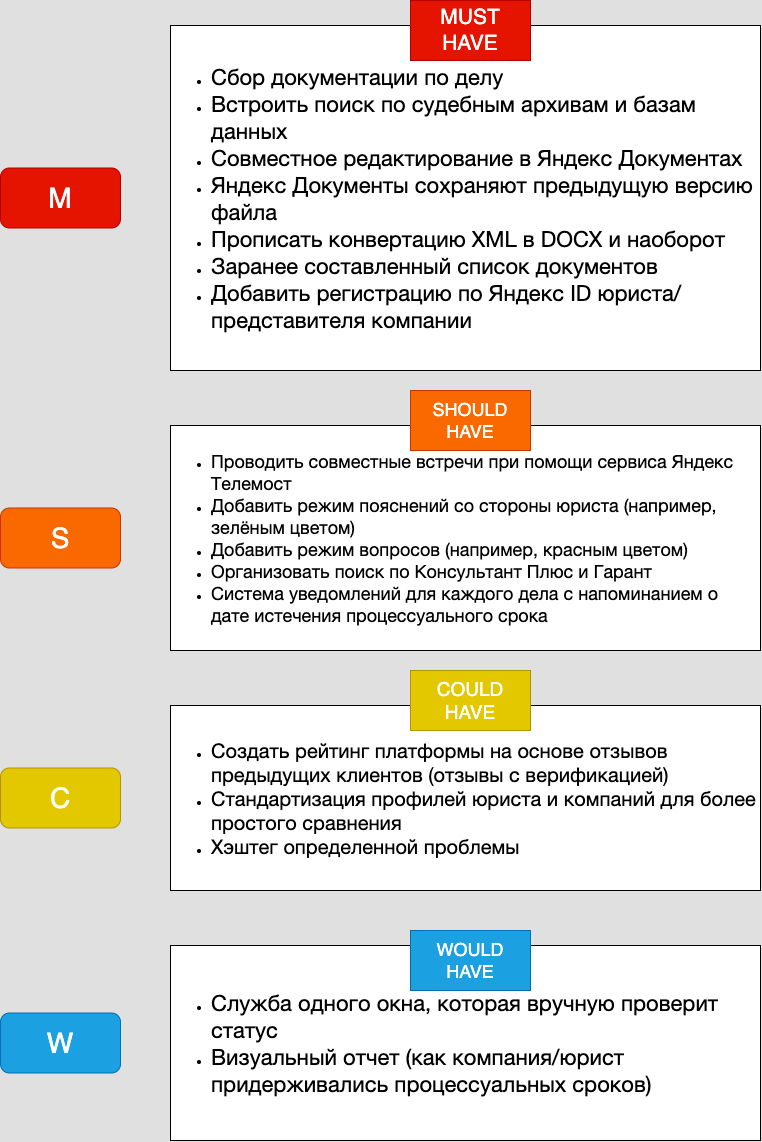 MUST
HAVE
M
• Сбор документации по делу
• Встроить поиск по судебным архивам и базам
данных
• Совместное редактирование в Яндекс Документах
• Яндекс Документы сохраняют предыдущую версию
файла
• Прописать конвертацию XML в DOCX и наоборот
• Заранее составленный список документов
• Добавить регистрацию по Яндекс ID юриста/
представителя компании
SHOULD
HAVE
S
• Проводить совместные встречи при помощи сервиса Яндекс
Телемост
• Добавить режим пояснений со стороны юриста (например,
зелёным цветом)
• Добавить режим вопросов (например, красным цветом)
• Организовать поиск по Консультант Плюс и Гарант
• Система уведомлений для каждого дела с напоминанием о
дате истечения процессуального срока
COULD
HAVE
C
• Создать рейтинг платформы на основе отзывов
предыдущих клиентов (отзывы с верификацией)
• Стандартизация профилей юриста и компаний для более
простого сравнения
• Хэштег определенной проблемы
WOULD
HAVE
W
• Служба одного окна, которая вручную проверит
статус
• Визуальный отчет (как компания/юрист
придерживались процессуальных сроков)